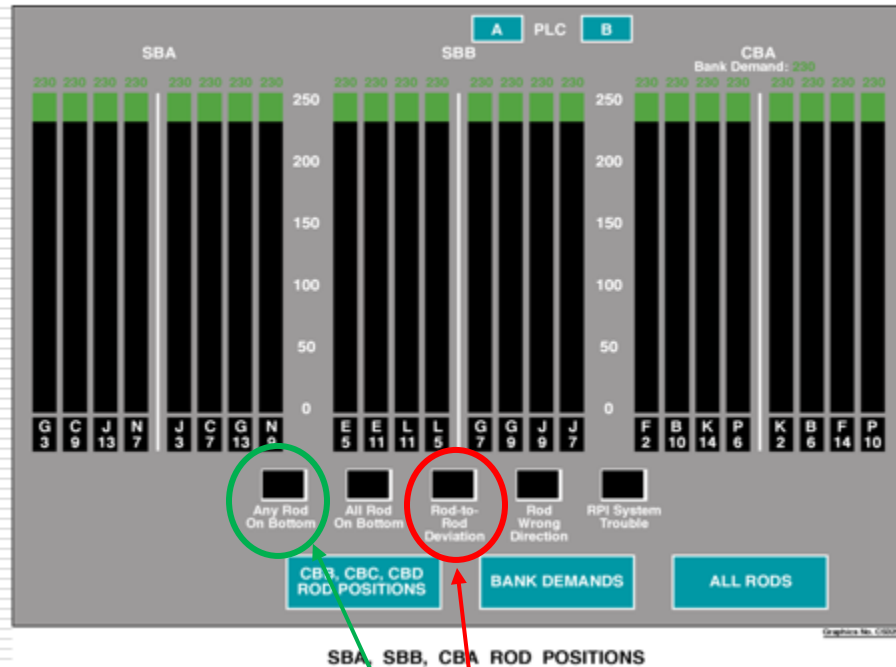 A PLC B
SBA SBB CBA
Bank Demand: 230
230 230 230 230 230 230 230 230 230 230 230 230 230 230 230 230 230 230 230 230 230 230 230 230
250 250
200 200
150 150
100 100
50 50
0 0
G C J N J C G N E E L L G G J J F B K P K B F P
3 9 13 7 3 7 13 9 5 11 11 5 7 9 9 7 2 10 14 6 2 6 14 10
Any Rod On Bottom
All Rod On Bottom
Rod-to-Rod Deviation
Rod Wrong Direction
RPI System Trouble
CBB, CBC, CBD
ROD POSITIONS
BANK DEMANDS
ALL RODS
Graphics No.
SBA, SBB, CBA ROD POSITIONS